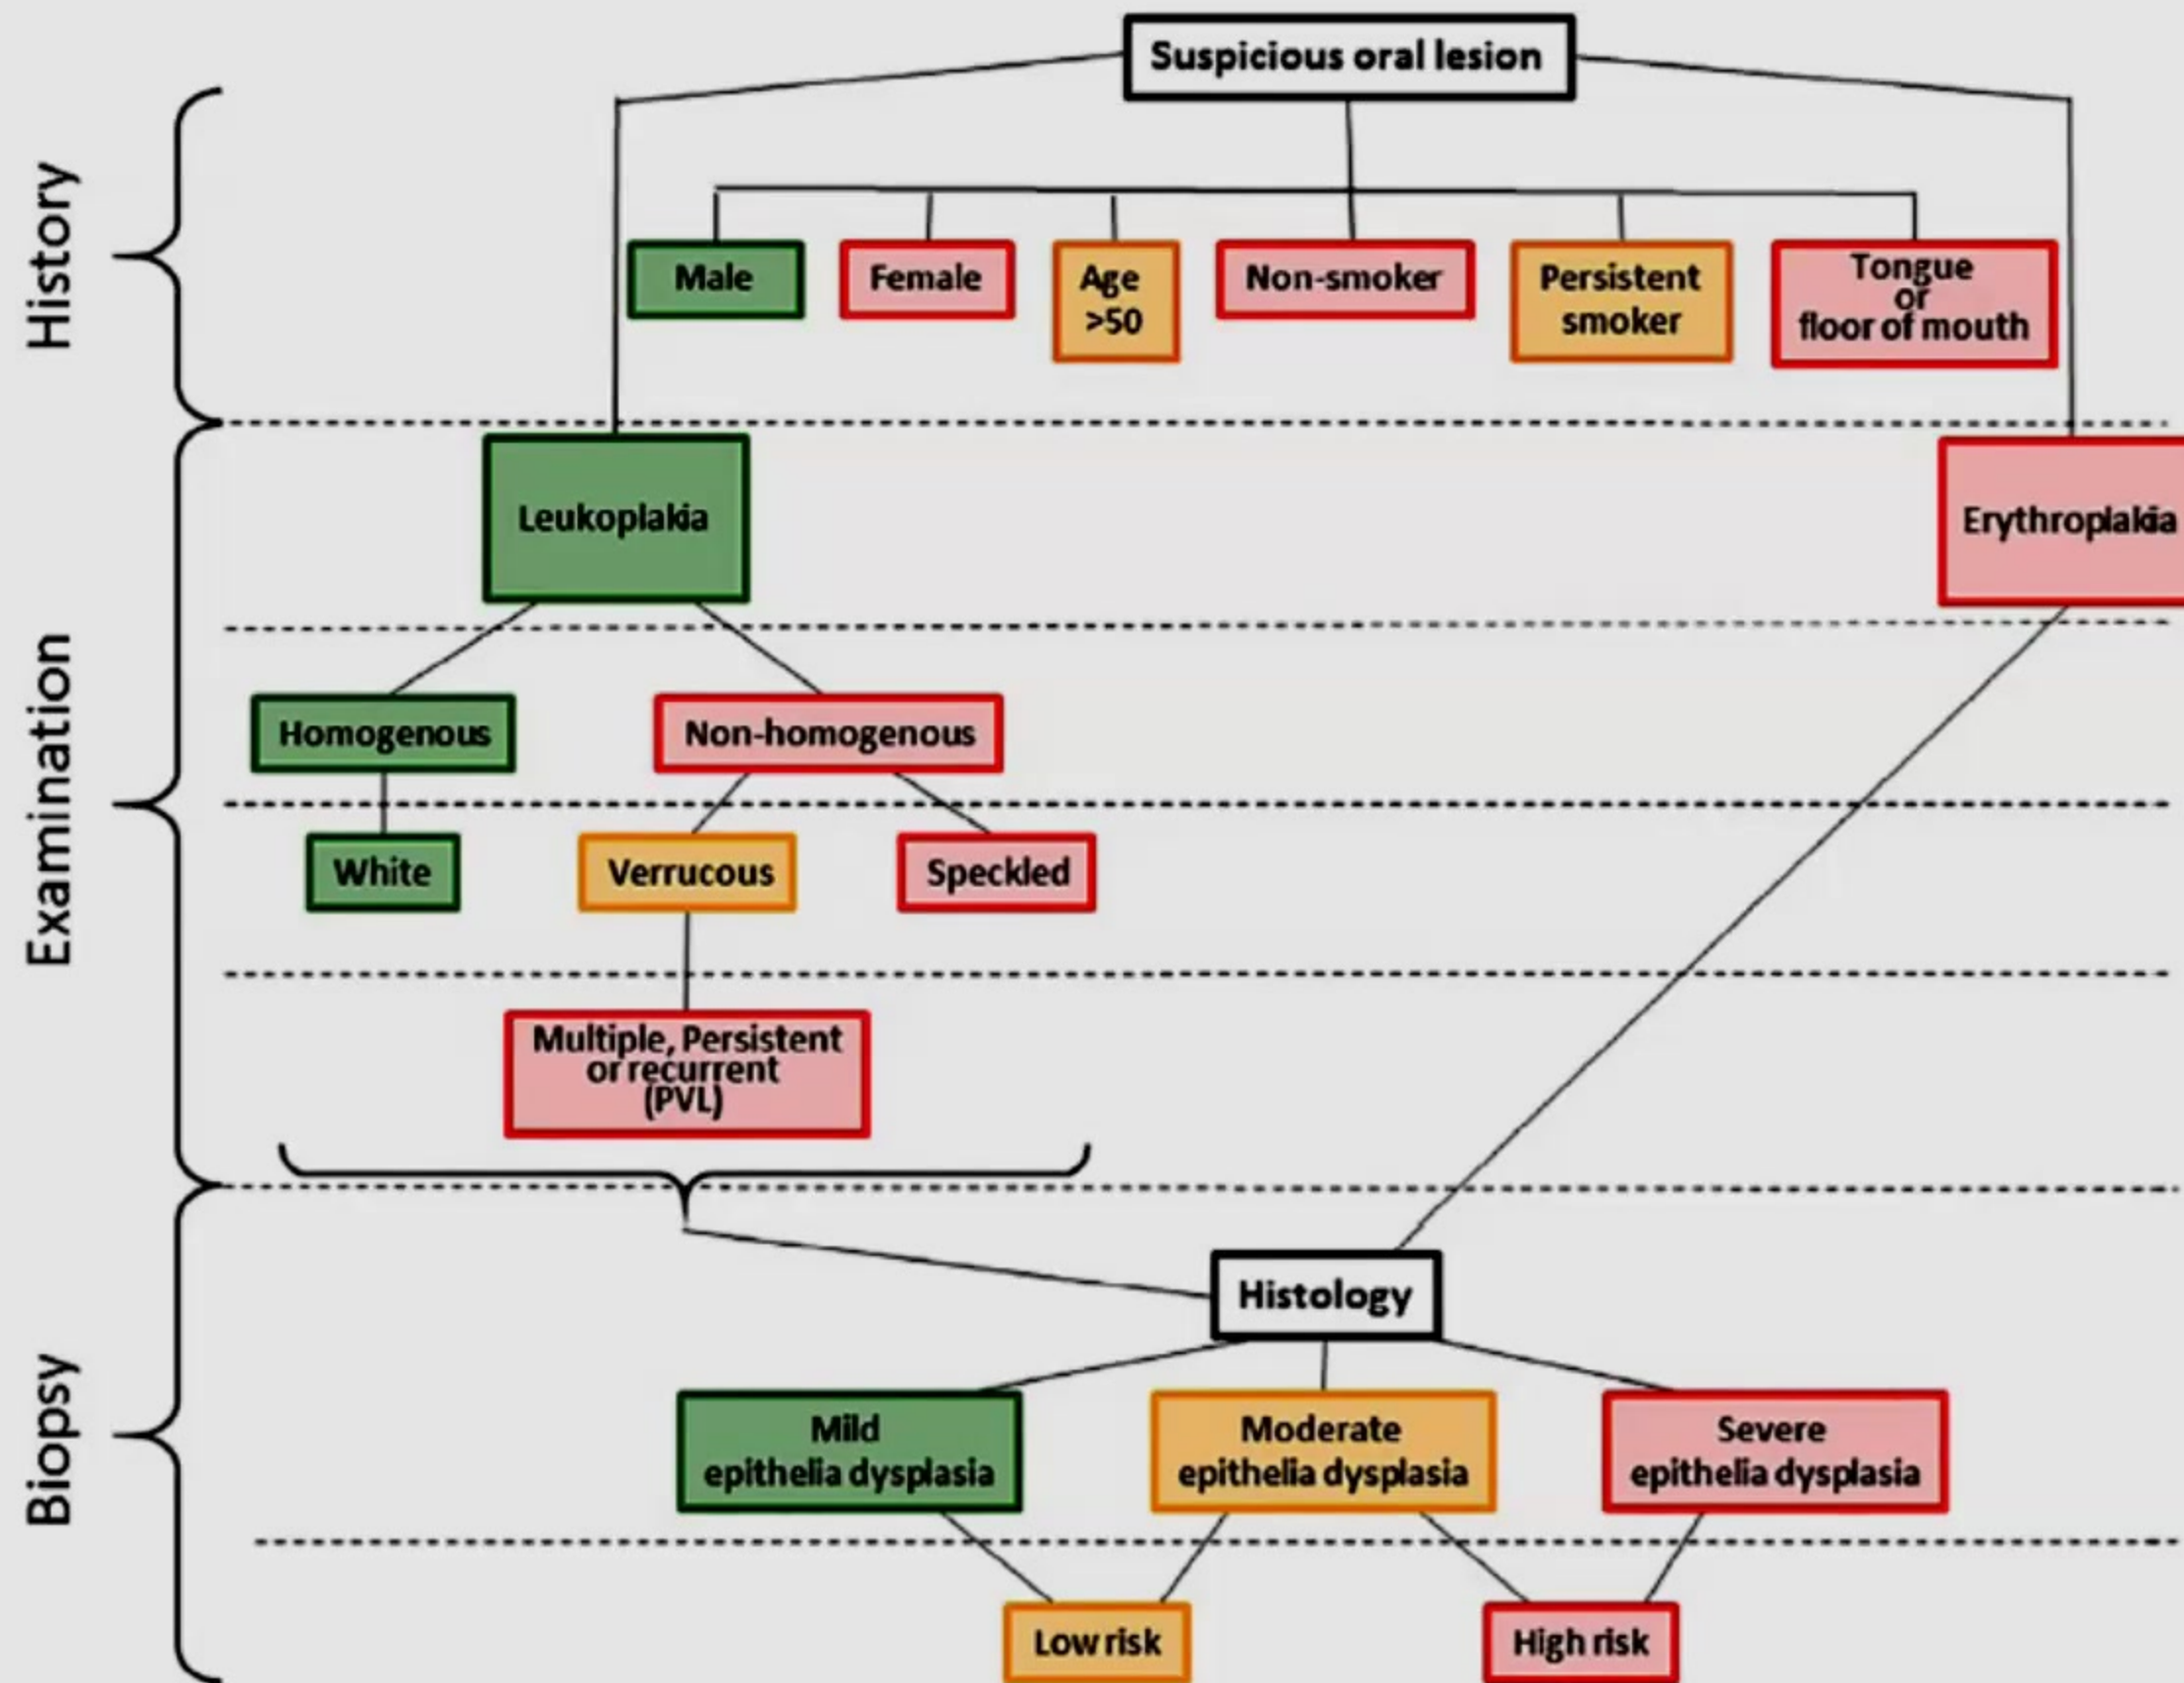 Suspicious oral lesion
History
Male
Female
Age
>50
Non-smoker
Persistent
smoker
Tongue
or
floor of mouth
Examination
Leukoplakia
Erythroplakia
Homogenous
Non-homogenous
White
Verrucous
Speckled
Multiple, Persistent
or recurrent
(PVL)
Biopsy
Histology
Mild
epithelia dysplasia
Moderate
epithelia dysplasia
Severe
epithelia dysplasia
Low risk
High risk